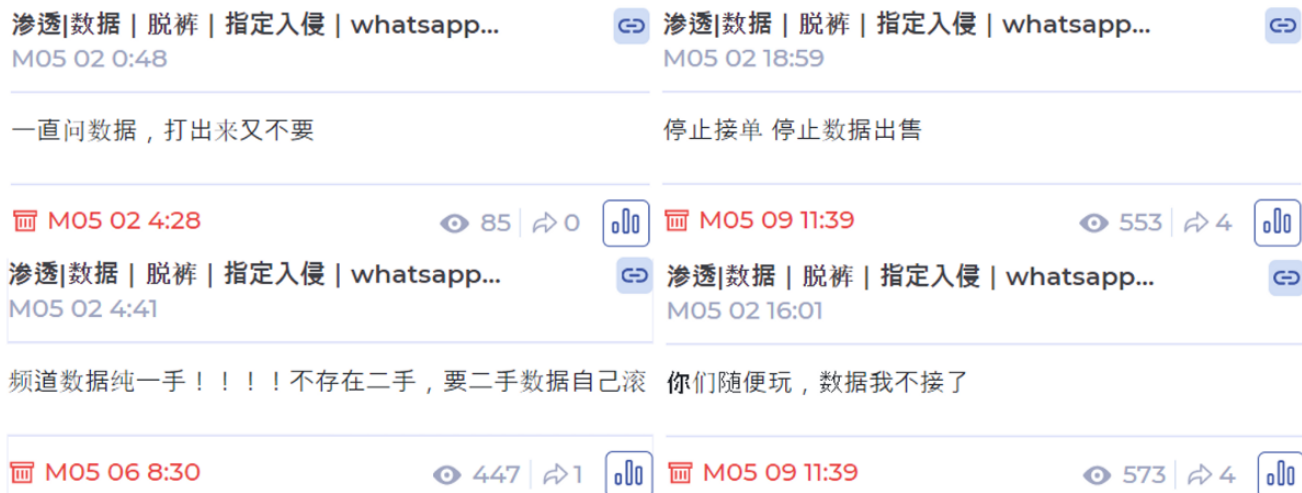 渗透|数据 | 脱裤 | 指定入侵 | whatsapp...
M05 02 0:48
一直问数据，打出来又不要
M05 02 4:28
85
0
渗透|数据 | 脱裤 | 指定入侵 | whatsapp...
M05 02 18:59
停止接单 停止数据出售
M05 09 11:39
553
4
渗透|数据 | 脱裤 | 指定入侵 | whatsapp...
M05 02 4:41
频道数据纯一手！！！！不存在二手，要二手数据自己滚
M05 06 8:30
447
1
渗透|数据 | 脱裤 | 指定入侵 | whatsapp...
M05 02 16:01
你们随便玩，数据我不接了
M05 09 11:39
573
4